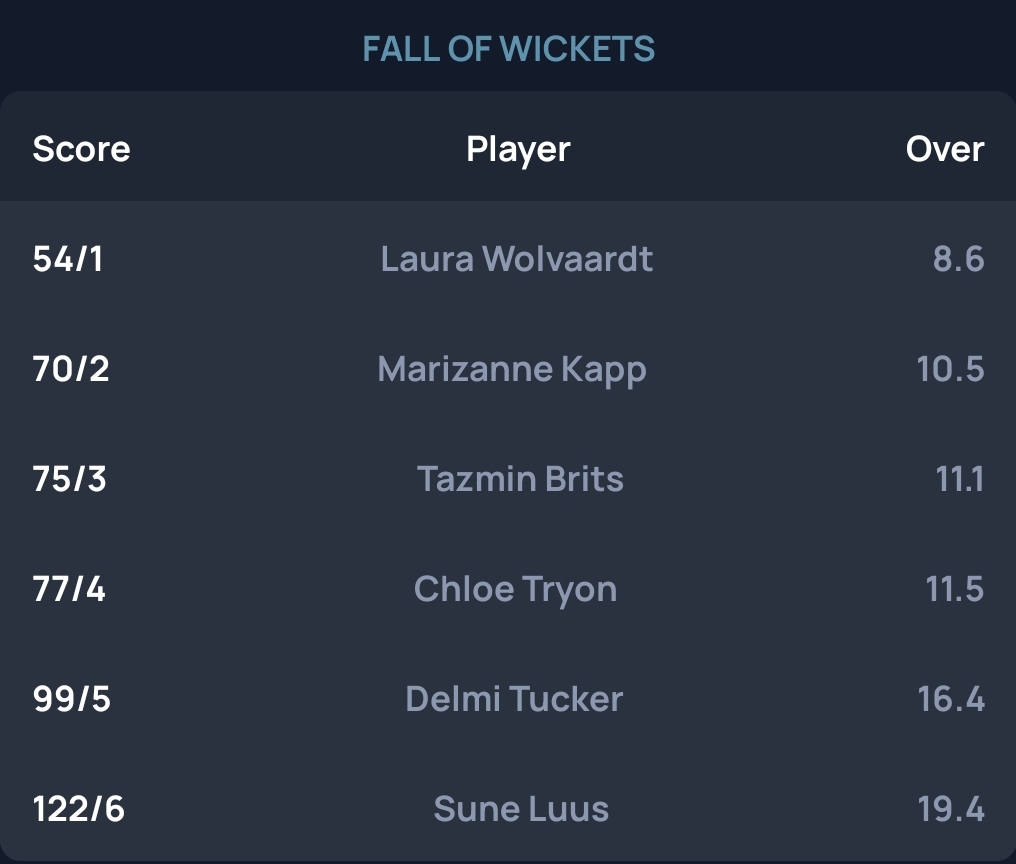 FALL OF WICKETS
Score Player Over
54/1 Laura Wolvaardt 8.6
70/2 Marizanne Kapp 10.5
75/3 Tazmin Brits 11.1
77/4 Chloe Tryon 11.5
99/5 Delmi Tucker 16.4
122/6 Sune Luus 19.4